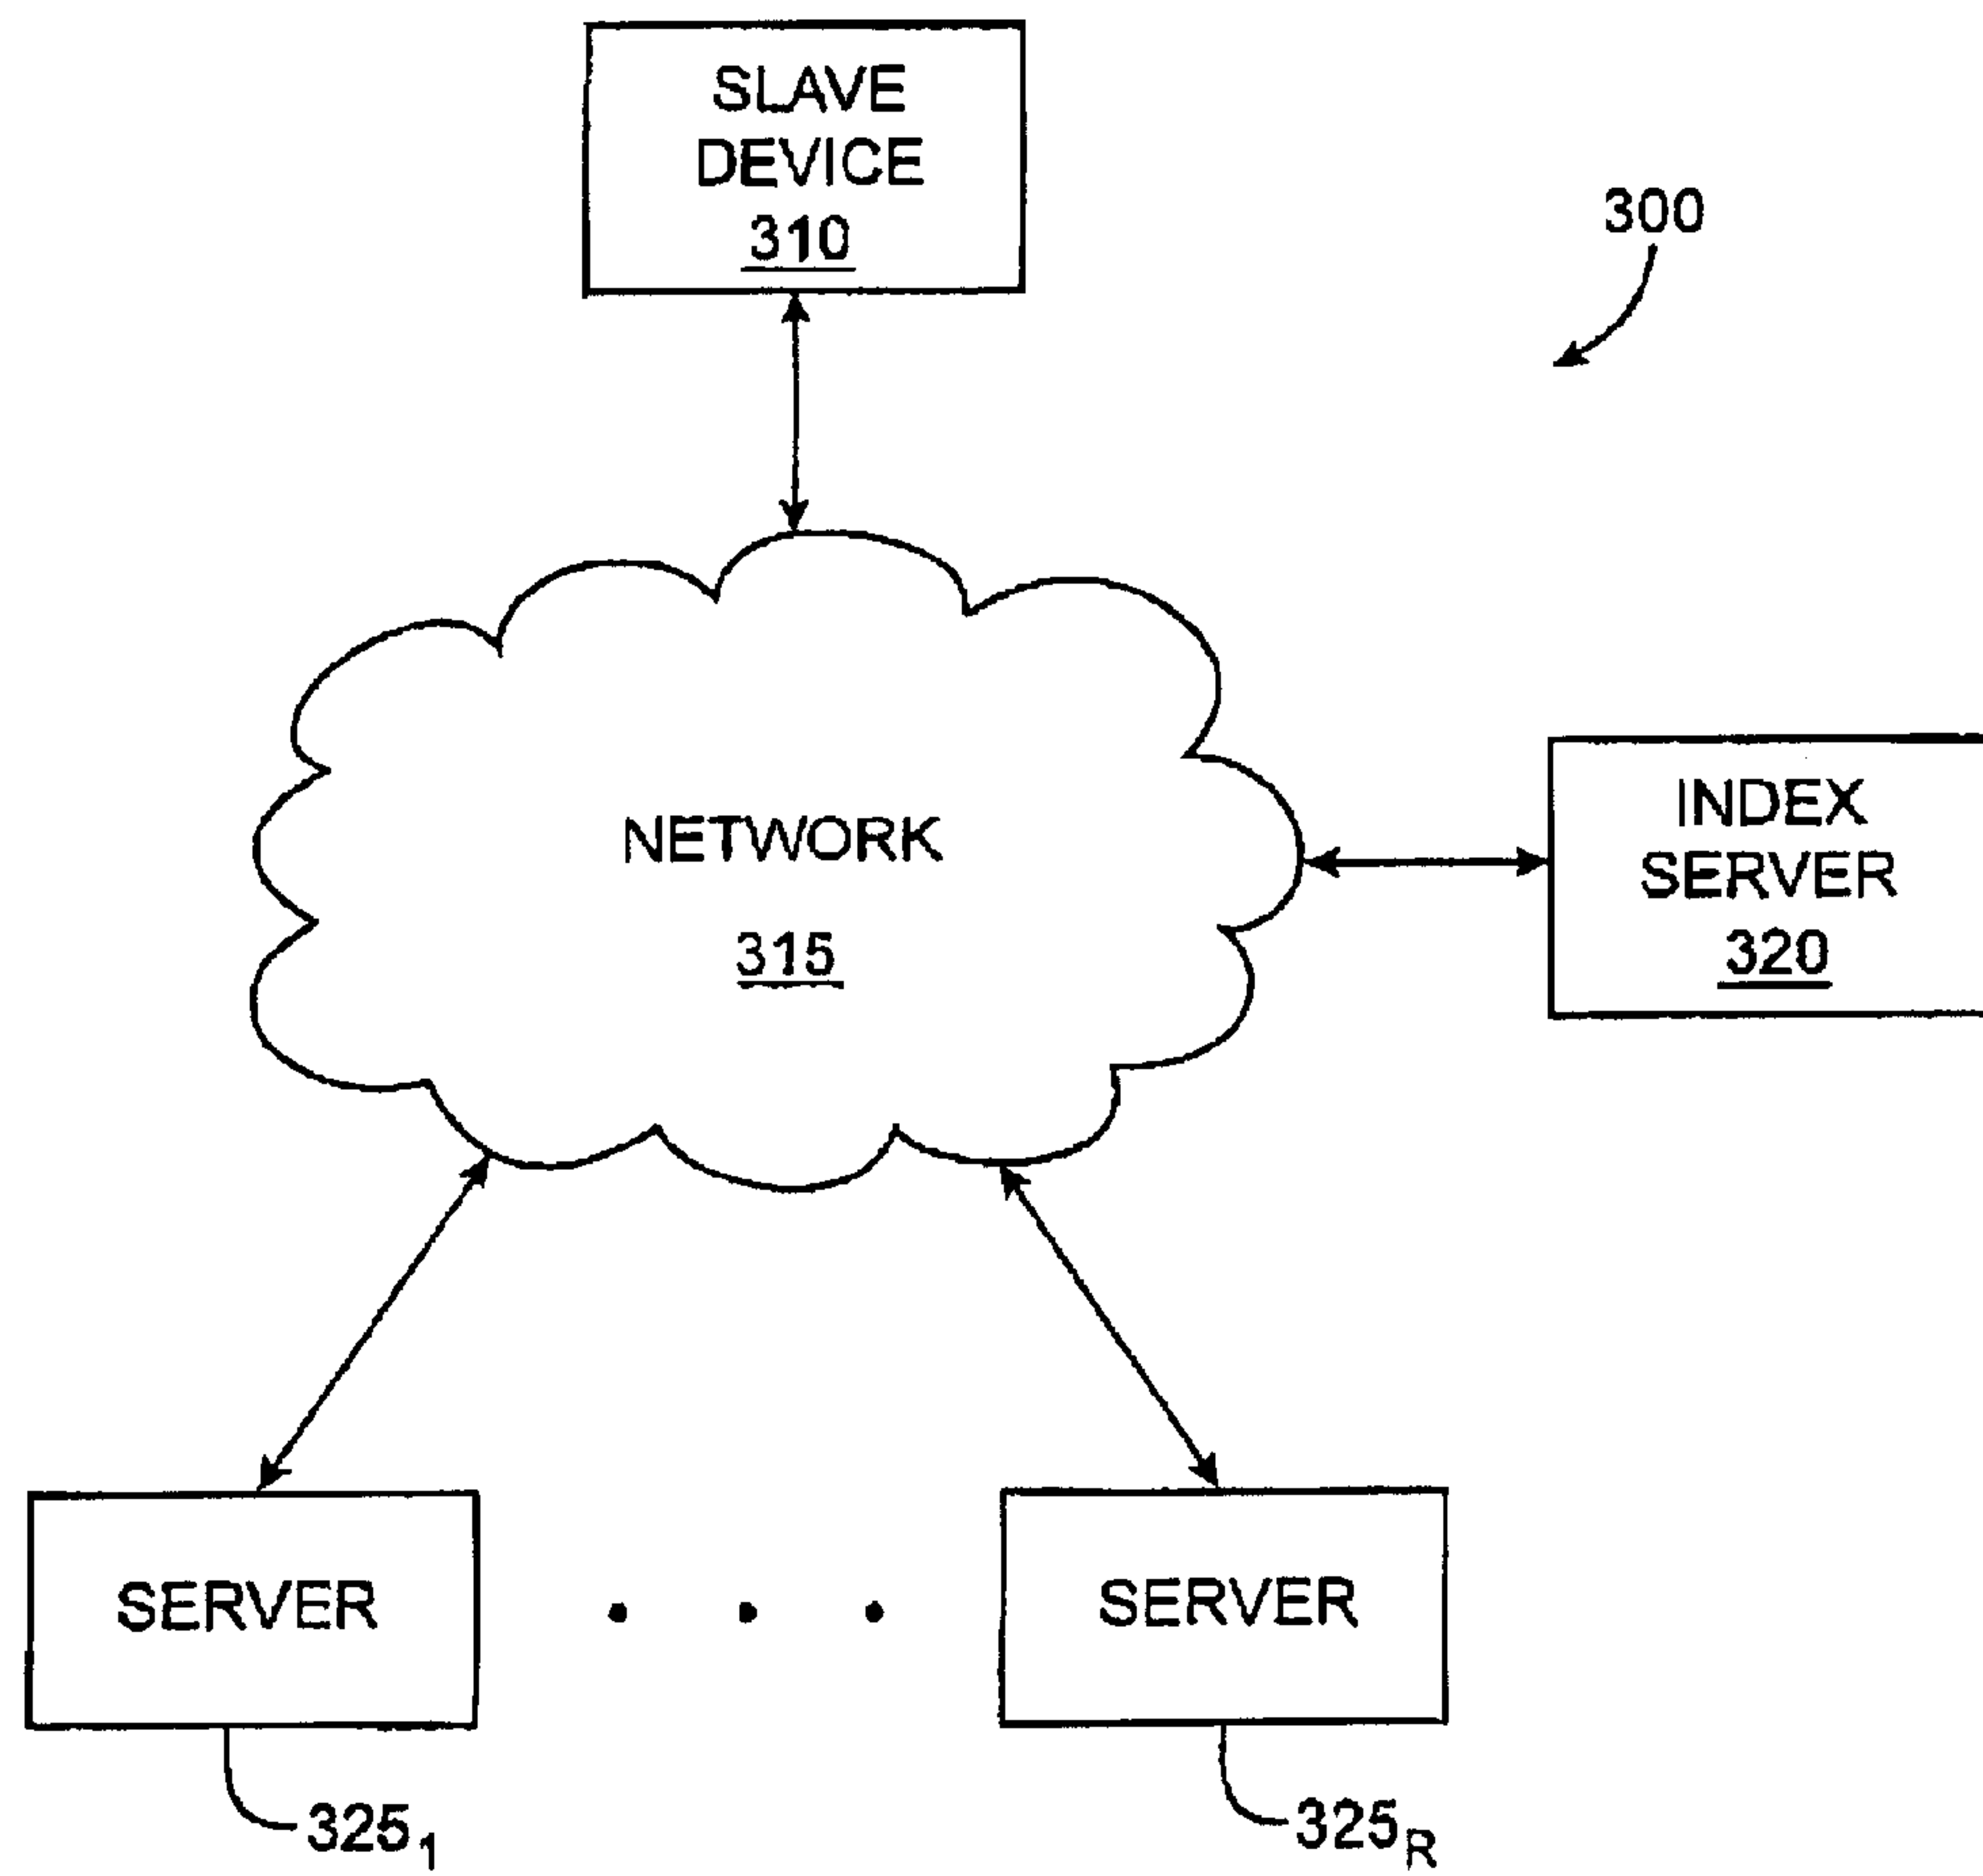 SLAVE
DEVICE
310
300
NETWORK
315
INDEX
SERVER
320
SERVER
SERVER
325₁
325R